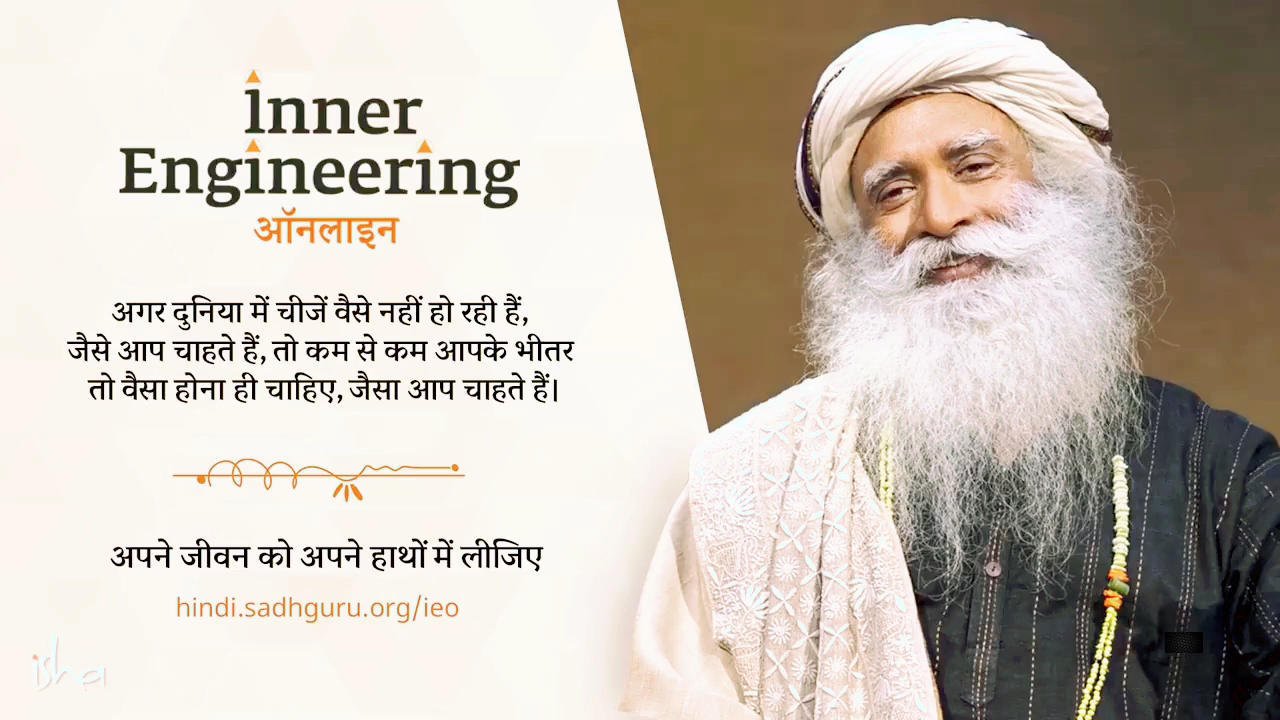 inner
Engineering
ऑनलाइन
अगर दुनिया में चीजें वैसे नहीं हो रही हैं,
जैसे आप चाहते हैं, तो कम से कम आपके भीतर
तो वैसा होना ही चाहिए, जैसा आप चाहते हैं।
अपने जीवन को अपने हाथों में लीजिए
hindi.sadhguru.org/ieo
isha